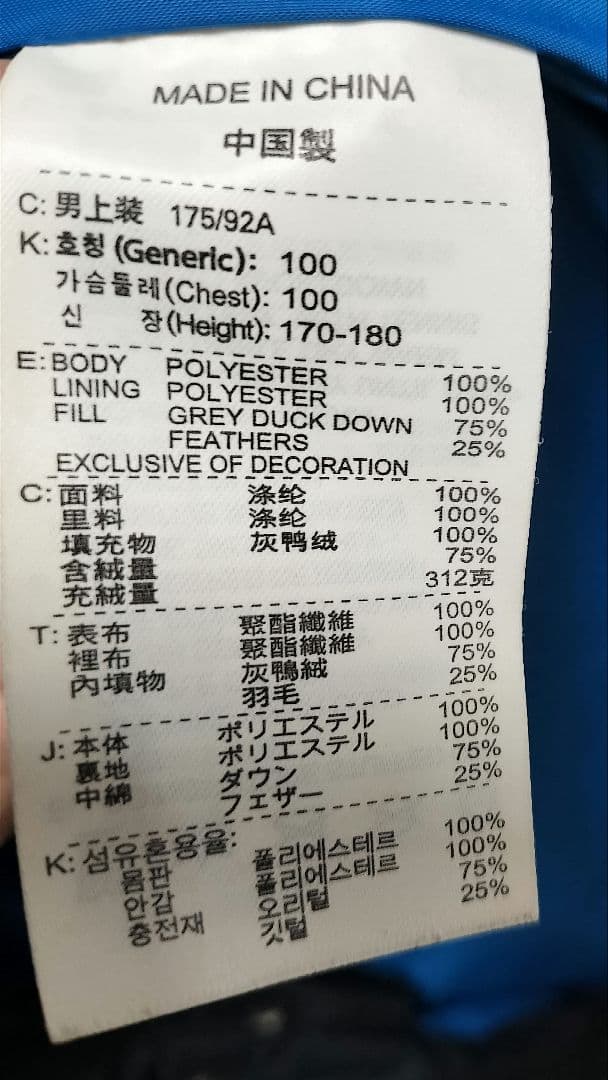 MADE IN CHINA
中国製
C: 男上装 175/92A
K: 호칭 (Generic): 100
가슴둘레(Chest): 100
신 장(Height): 170-180
E: BODY POLYESTER 100%
LINING POLYESTER 100%
FILL GREY DUCK DOWN 75%
FEATHERS 25%
EXCLUSIVE OF DECORATION
C: 面料 涤纶 100%
里料 涤纶 100%
填充物 灰鸭绒 100%
含絨量 75%
充絨量 312克
T: 表布 聚酯纖維 100%
裡布 聚酯纖維 100%
內填物 灰鴨絨 75%
羽毛 25%
J: 本体 ポリエステル 100%
裏地 ポリエステル 100%
中綿 ダウン 75%
フェザー 25%
K: 섬유혼용율:
몸판 폴리에스테르 100%
안감 폴리에스테르 100%
충전재 오리털 75%
깃털 25%